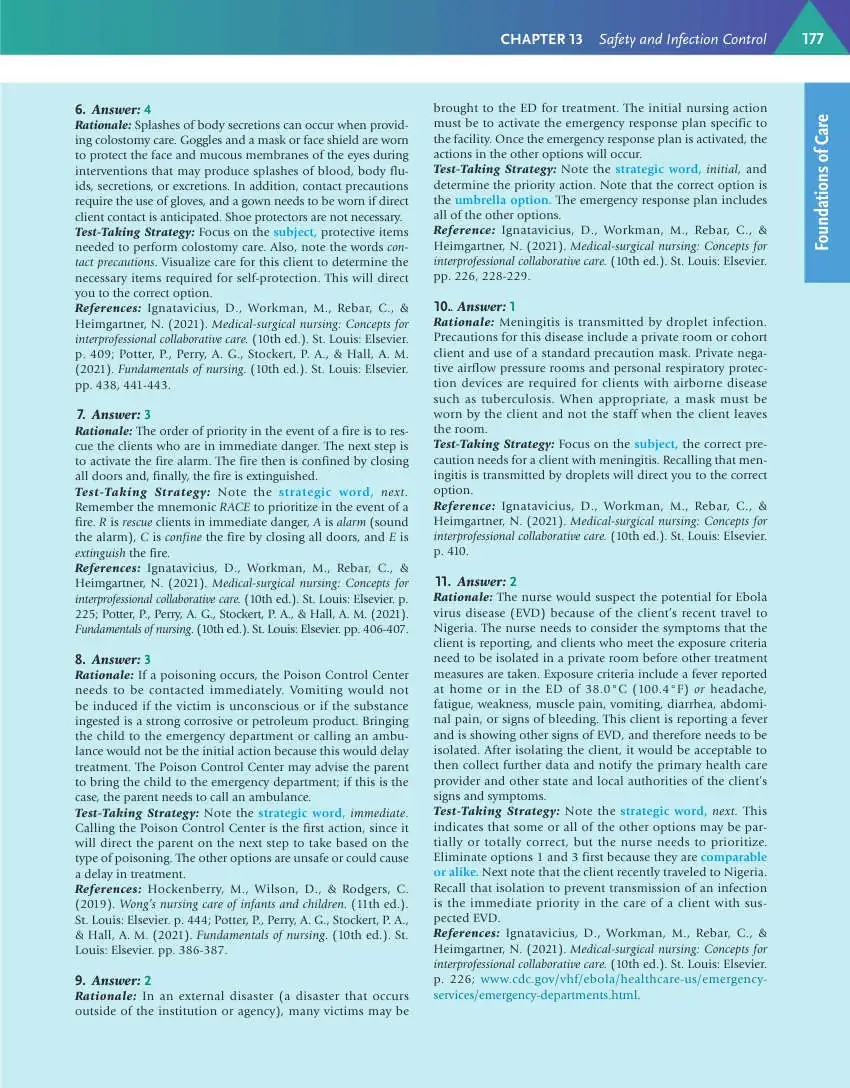 CHAPTER 13 Safety and Infection Control 177
Foundations of Care
6. Answer: 4
Rationale: Splashes of body secretions can occur when provid-
ing colostomy care. Goggles and a mask or face shield are worn
to protect the face and mucous membranes of the eyes during
interventions that may produce splashes of blood, body flu-
ids, secretions, or excretions. In addition, contact precautions
require the use of gloves, and a gown needs to be worn if direct
client contact is anticipated. Shoe protectors are not necessary.
Test-Taking Strategy: Focus on the subject, protective items
needed to perform colostomy care. Also, note the words con-
tact precautions. Visualize care for this client to determine the
necessary items required for self-protection. This will direct
you to the correct option.
References: Ignatavicius, D., Workman, M., Rebar, C., &
Heimgartner, N. (2021). Medical-surgical nursing: Concepts for
interprofessional collaborative care. (10th ed.). St. Louis: Elsevier.
p. 409; Potter, P., Perry, A. G., Stockert, P. A., & Hall, A. M.
(2021). Fundamentals of nursing. (10th ed.). St. Louis: Elsevier.
pp. 438, 441-443.
7. Answer: 3
Rationale: The order of priority in the event of a fire is to res-
cue the clients who are in immediate danger. The next step is
to activate the fire alarm. The fire then is confined by closing
all doors and, finally, the fire is extinguished.
Test-Taking Strategy: Note the strategic word, next.
Remember the mnemonic RACE to prioritize in the event of a
fire. R is rescue clients in immediate danger, A is alarm (sound
the alarm), C is confine the fire by closing all doors, and E is
extinguish the fire.
References: Ignatavicius, D., Workman, M., Rebar, C., &
Heimgartner, N. (2021). Medical-surgical nursing: Concepts for
interprofessional collaborative care. (10th ed.). St. Louis: Elsevier. p.
225; Potter, P., Perry, A. G., Stockert, P. A., & Hall, A. M. (2021).
Fundamentals of nursing. (10th ed.). St. Louis: Elsevier. pp. 406-407.
8. Answer: 3
Rationale: If a poisoning occurs, the Poison Control Center
needs to be contacted immediately. Vomiting would not
be induced if the victim is unconscious or if the substance
ingested is a strong corrosive or petroleum product. Bringing
the child to the emergency department or calling an ambu-
lance would not be the initial action because this would delay
treatment. The Poison Control Center may advise the parent
to bring the child to the emergency department; if this is the
case, the parent needs to call an ambulance.
Test-Taking Strategy: Note the strategic word, immediate.
Calling the Poison Control Center is the first action, since it
will direct the parent on the next step to take based on the
type of poisoning. The other options are unsafe or could cause
a delay in treatment.
References: Hockenberry, M., Wilson, D., & Rodgers, C.
(2019). Wong's nursing care of infants and children. (11th ed.).
St. Louis: Elsevier. p. 444; Potter, P., Perry, A. G., Stockert, P. A.,
& Hall, A. M. (2021). Fundamentals of nursing. (10th ed.). St.
Louis: Elsevier. pp. 386-387.
9. Answer: 2
Rationale: In an external disaster (a disaster that occurs
outside of the institution or agency), many victims may be
brought to the ED for treatment. The initial nursing action
must be to activate the emergency response plan specific to
the facility. Once the emergency response plan is activated, the
actions in the other options will occur.
Test-Taking Strategy: Note the strategic word, initial, and
determine the priority action. Note that the correct option is
the umbrella option. The emergency response plan includes
all of the other options.
Reference: Ignatavicius, D., Workman, M., Rebar, C., &
Heimgartner, N. (2021). Medical-surgical nursing: Concepts for
interprofessional collaborative care. (10th ed.). St. Louis: Elsevier.
pp. 226, 228-229.
10.. Answer: 1
Rationale: Meningitis is transmitted by droplet infection.
Precautions for this disease include a private room or cohort
client and use of a standard precaution mask. Private nega-
tive airflow pressure rooms and personal respiratory protec-
tion devices are required for clients with airborne disease
such as tuberculosis. When appropriate, a mask must be
worn by the client and not the staff when the client leaves
the room.
Test-Taking Strategy: Focus on the subject, the correct pre-
caution needs for a client with meningitis. Recalling that men-
ingitis is transmitted by droplets will direct you to the correct
option.
Reference: Ignatavicius, D., Workman, M., Rebar, C., &
Heimgartner, N. (2021). Medical-surgical nursing: Concepts for
interprofessional collaborative care. (10th ed.). St. Louis: Elsevier.
p. 410.
11. Answer: 2
Rationale: The nurse would suspect the potential for Ebola
virus disease (EVD) because of the client's recent travel to
Nigeria. The nurse needs to consider the symptoms that the
client is reporting, and clients who meet the exposure criteria
need to be isolated in a private room before other treatment
measures are taken. Exposure criteria include a fever reported
at home or in the ED of 38.0°C (100.4°F) or headache,
fatigue, weakness, muscle pain, vomiting, diarrhea, abdomi-
nal pain, or signs of bleeding. This client is reporting a fever
and is showing other signs of EVD, and therefore needs to be
isolated. After isolating the client, it would be acceptable to
then collect further data and notify the primary health care
provider and other state and local authorities of the client's
signs and symptoms.
Test-Taking Strategy: Note the strategic word, next. This
indicates that some or all of the other options may be par-
tially or totally correct, but the nurse needs to prioritize.
Eliminate options 1 and 3 first because they are comparable
or alike. Next note that the client recently traveled to Nigeria.
Recall that isolation to prevent transmission of an infection
is the immediate priority in the care of a client with sus-
pected EVD.
References: Ignatavicius, D., Workman, M., Rebar, C., &
Heimgartner, N. (2021). Medical-surgical nursing: Concepts for
interprofessional collaborative care. (10th ed.). St. Louis: Elsevier.
p. 226; www.cdc.gov/vhf/ebola/healthcare-us/emergency-
services/emergency-departments.html.